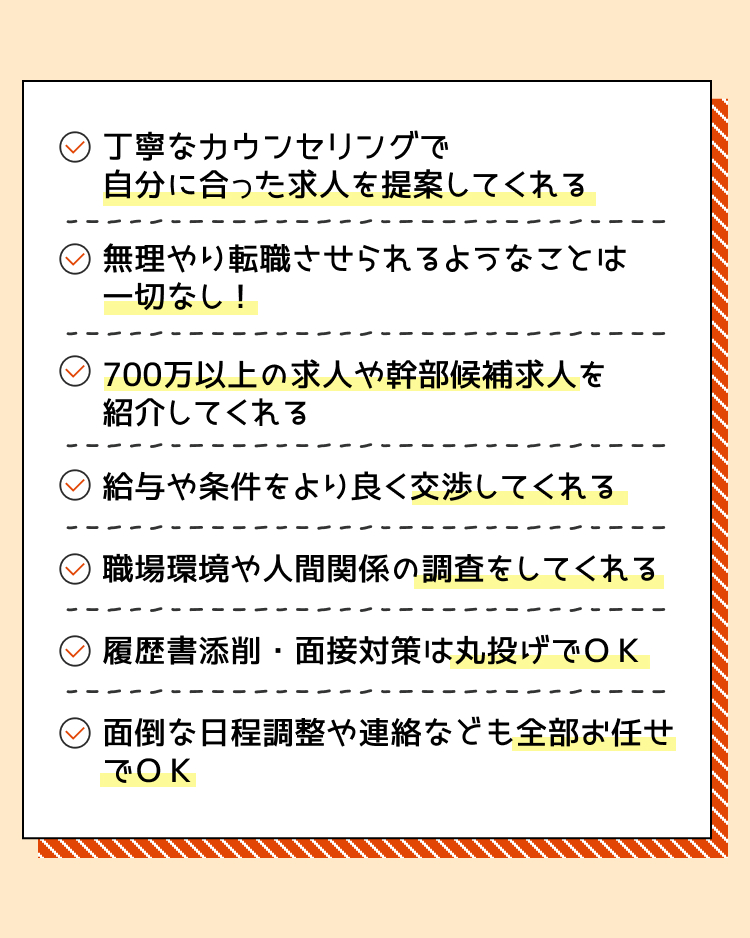 丁寧なカウンセリングで
自分に合った求人を提案してくれる
無理やり転職させられるようなことは
一切なし！
700万以上の求人や幹部候補求人を
紹介してくれる
給与や条件をより良く交渉してくれる
職場環境や人間関係の調査をしてくれる
履歴書添削・面接対策は丸投げでＯＫ
面倒な日程調整や連絡なども全部お任せ
でＯＫ